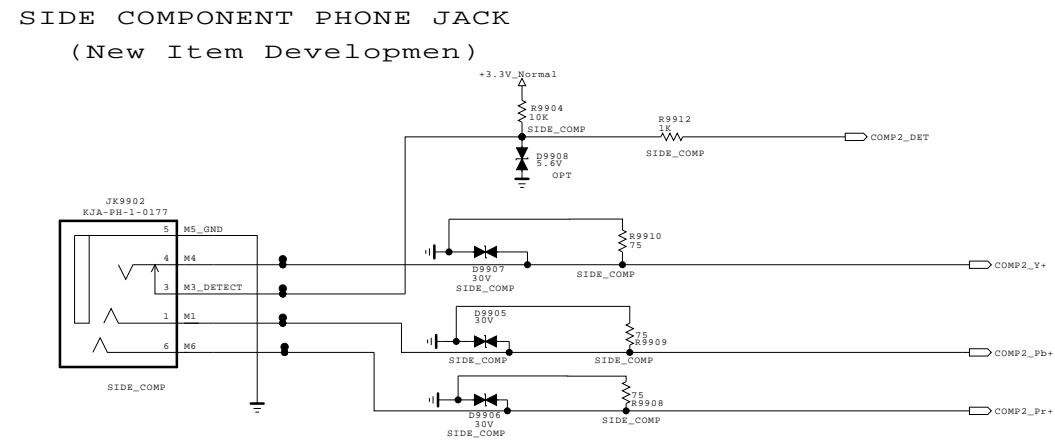 SIDE COMPONENT PHONE JACK
(New Item Developmen)
+3.3V_Normal
R9904
10K
SIDE_COMP
R9912
1K
SIDE_COMP
COMP2_DET
D9908
5.6V
OPT
JK9902
KJA-PH-1-0177
5 M5_GND
4 M4
3 M3_DETECT
1 M1
6 M6
SIDE_COMP
R9910
75
SIDE_COMP
D9907
30V
SIDE_COMP
COMP2_Y+
D9905
30V
SIDE_COMP
75
R9909
SIDE_COMP
COMP2_Pb+
75
R9908
SIDE_COMP
D9906
30V
SIDE_COMP
COMP2_Pr+